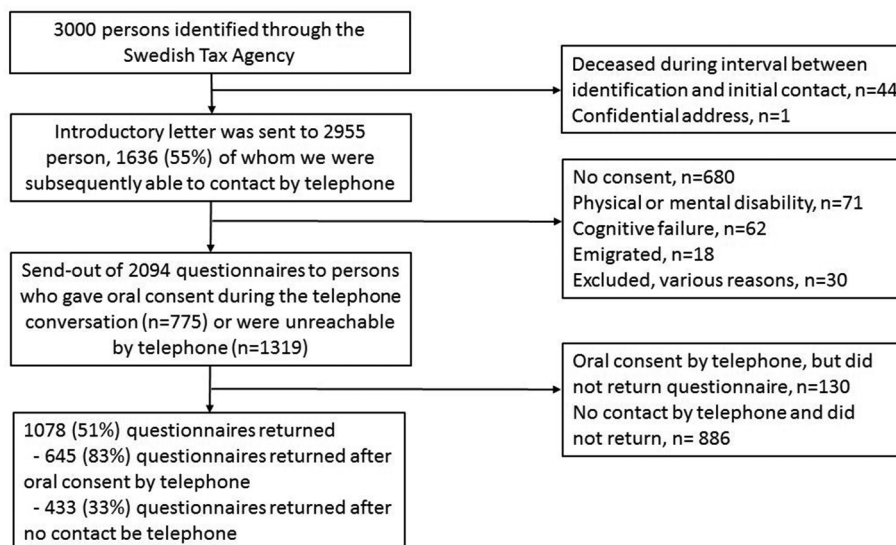 3000 persons identified through the
Swedish Tax Agency
Deceased during interval between
identification and initial contact, n=44
Confidential address, n=1
Introductory letter was sent to 2955
person, 1636 (55%) of whom we were
subsequently able to contact by telephone
No consent, n=680
Physical or mental disability, n=71
Cognitive failure, n=62
Emigrated, n=18
Excluded, various reasons, n=30
Send-out of 2094 questionnaires to persons
who gave oral consent during the telephone
conversation (n=775) or were unreachable
by telephone (n=1319)
Oral consent by telephone, but did
not return questionnaire, n=130
No contact by telephone and did
not return, n= 886
1078 (51%) questionnaires returned
- 645 (83%) questionnaires returned after
oral consent by telephone
- 433 (33%) questionnaires returned after
no contact be telephone